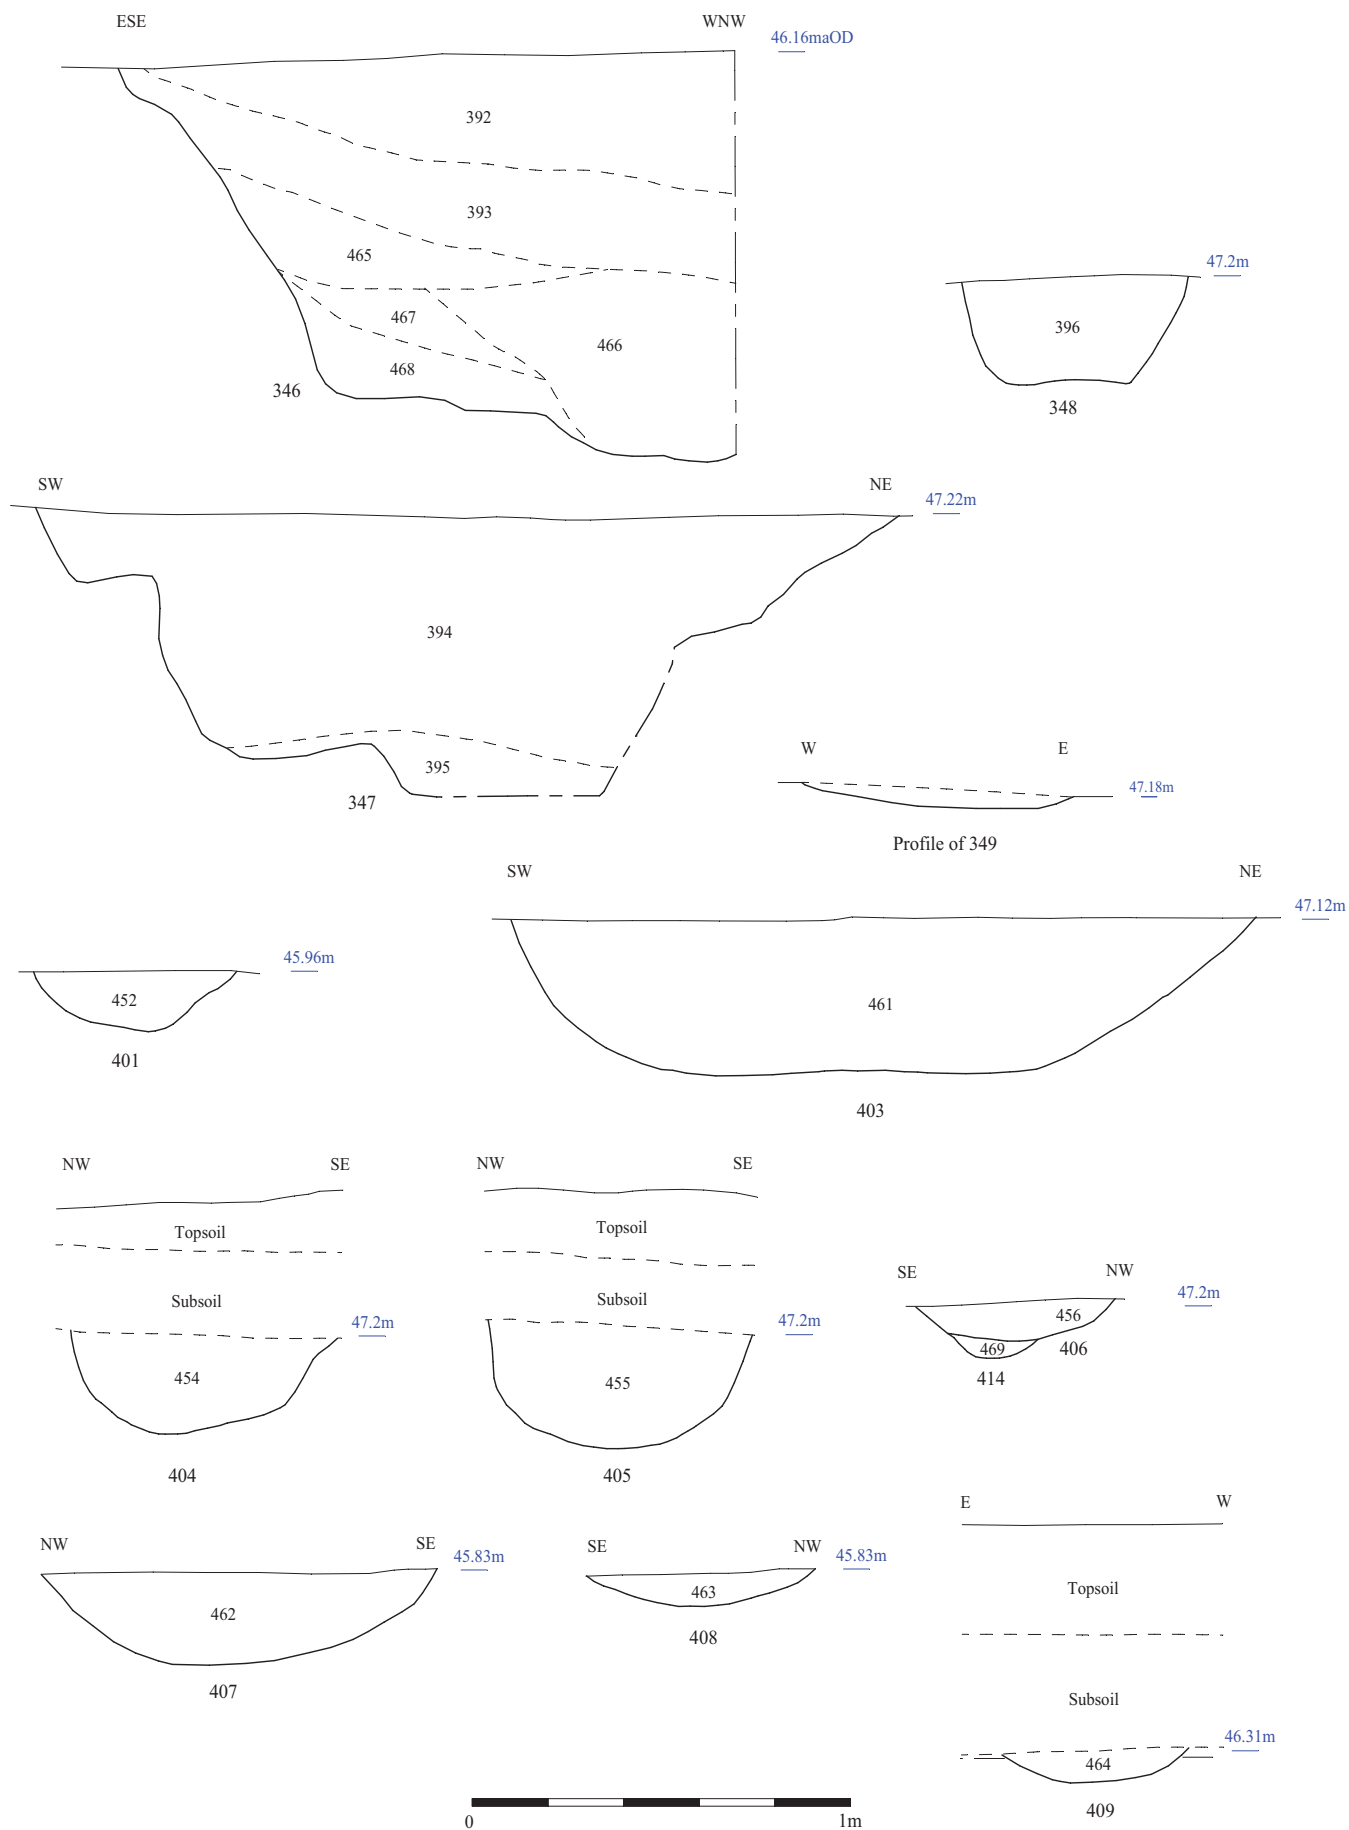 ESE WNW
46.16maOD
392
393
465
467
466
468
346
47.2m
396
348
SW NE
47.22m
394
395
347
W E
47.18m
Profile of 349
SW NE
47.12m
461
403
45.96m
452
401
NW SE
Topsoil
Subsoil
47.2m
454
404
NW SE
Topsoil
Subsoil
47.2m
455
405
SE NW
47.2m
456
469
406
414
NW SE
45.83m
462
407
SE NW
45.83m
463
408
E W
Topsoil
Subsoil
46.31m
464
409
0 1m